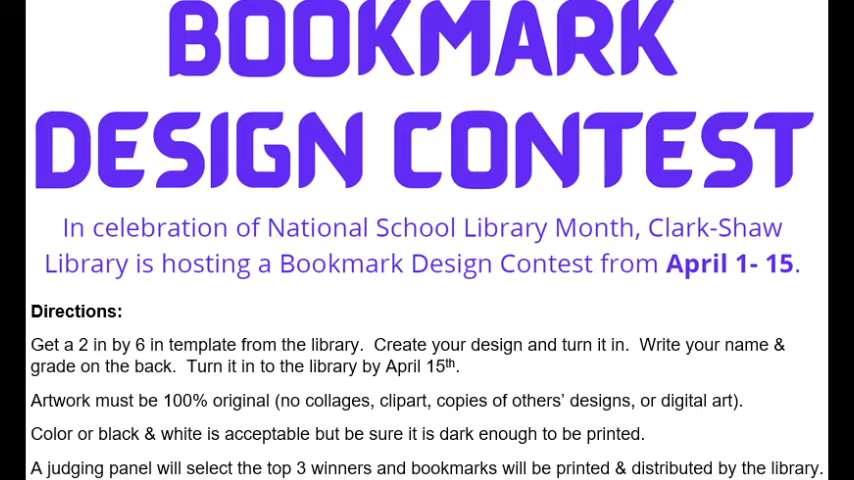 BOOKMARK
DESIGN CONTEST
In celebration of National School Library Month, Clark-Shaw
Library is hosting a Bookmark Design Contest from April 1- 15.
Directions:
Get a 2 in by 6 in template from the library.  Create your design and turn it in.  Write your name &
grade on the back.  Turn it in to the library by April 15th.
Artwork must be 100% original (no collages, clipart, copies of others’ designs, or digital art).
Color or black & white is acceptable but be sure it is dark enough to be printed.
A judging panel will select the top 3 winners and bookmarks will be printed & distributed by the library.